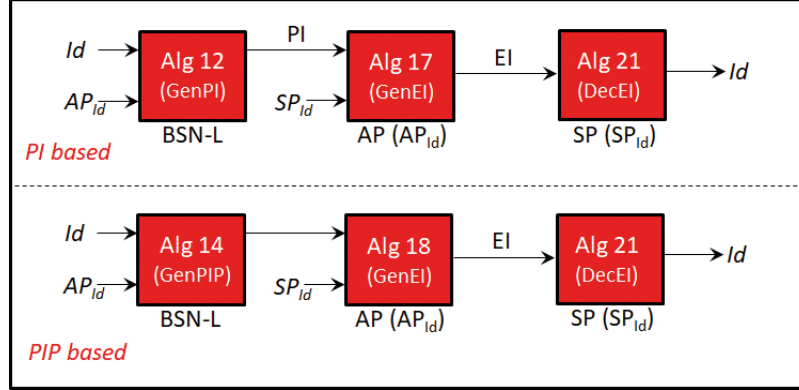 PI
EI
Id
Alg 12
Alg 17
Alg 21
Id
(GenPI)
(GenEI)
(DecEI)
AP_Id
SP_Id
BSN-L
AP (AP_Id)
SP (SP_Id)
PI based
Id
Alg 14
Alg 18
EI
Alg 21
Id
(GenPIP)
(GenEI)
(DecEI)
AP_Id
SP_Id
BSN-L
AP (AP_Id)
SP (SP_Id)
PIP based